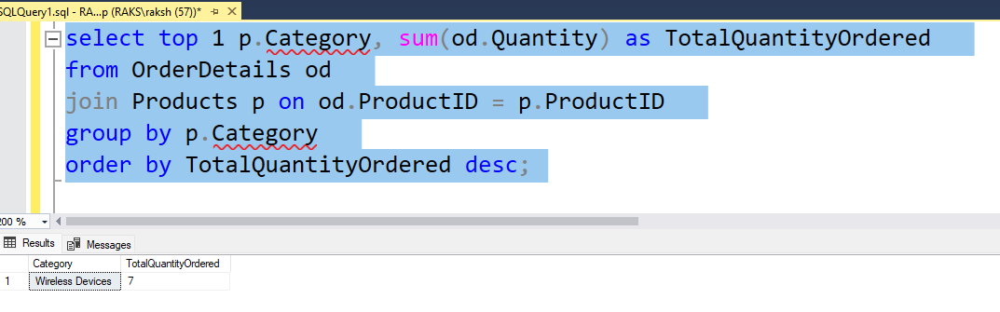 SQLQuery1.sql - RA...p (RAKS\raksh (57))*
select top 1 p.Category, sum(od.Quantity) as TotalQuantityOrdered
from OrderDetails od
join Products p on od.ProductID = p.ProductID
group by p.Category
order by TotalQuantityOrdered desc;
200 %
Results Messages
Category TotalQuantityOrdered
1 Wireless Devices 7